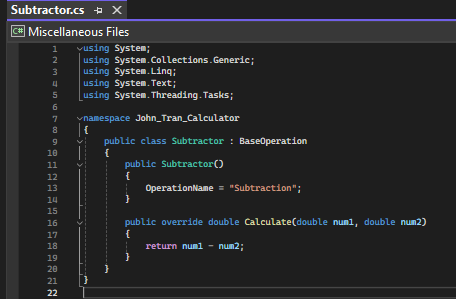 Subtractor.cs
C# Miscellaneous Files
1 using System;
2 using System.Collections.Generic;
3 using System.Linq;
4 using System.Text;
5 using System.Threading.Tasks;
6
7 namespace John_Tran_Calculator
8 {
9 public class Subtractor : BaseOperation
10 {
11 public Subtractor()
12 {
13 OperationName = "Subtraction";
14 }
15
16 public override double Calculate(double num1, double num2)
17 {
18 return num1 - num2;
19 }
20 }
21 }
22